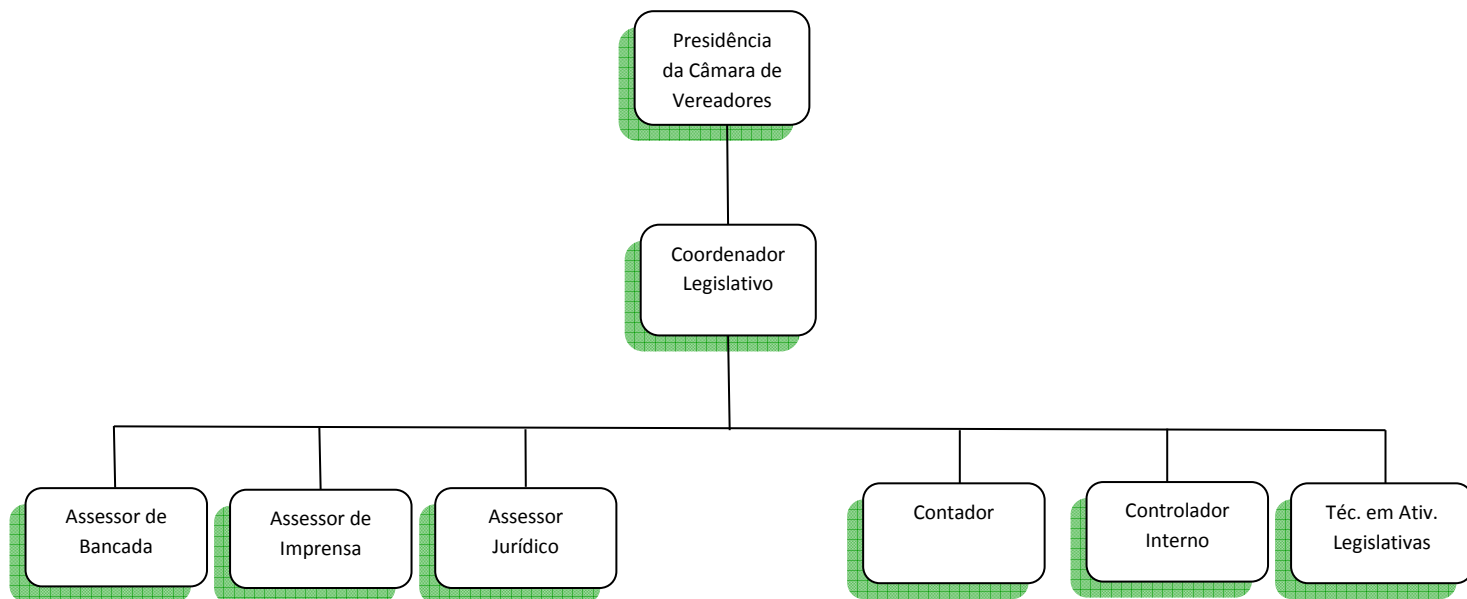 Presidência
da Câmara de
Vereadores
Coordenador
Legislativo
Assessor de
Bancada
Assessor de
Imprensa
Assessor
Jurídico
Contador
Controlador
Interno
Téc. em Ativ.
Legislativas